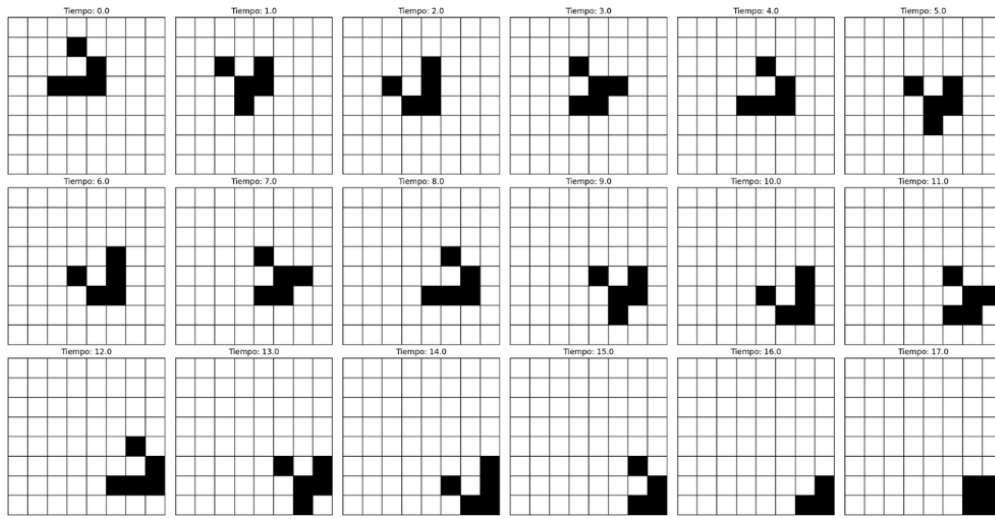 Tiempo: 0.0
Tiempo: 1.0
Tiempo: 2.0
Tiempo: 3.0
Tiempo: 4.0
Tiempo: 5.0
Tiempo: 6.0
Tiempo: 7.0
Tiempo: 8.0
Tiempo: 9.0
Tiempo: 10.0
Tiempo: 11.0
Tiempo: 12.0
Tiempo: 13.0
Tiempo: 14.0
Tiempo: 15.0
Tiempo: 16.0
Tiempo: 17.0